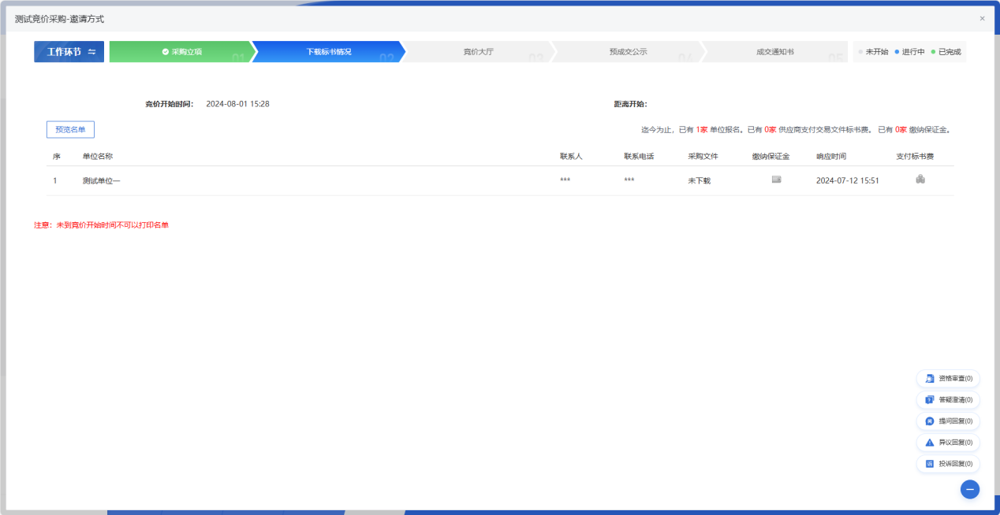 测试竞价采购-邀请方式 ×
工作环节 采购立项 01 下载标书情况 02 竞价大厅 03 预成交公示 04 成交通知书 05 未开始 进行中 已完成
竞价开始时间： 2024-08-01 15:28 距离开始：
预览名单 迄今为止，已有 1家 单位报名。已有 0家 供应商支付交易文件标书费。 已有 0家 缴纳保证金。
序 单位名称 联系人 联系电话 采购文件 缴纳保证金 响应时间 支付标书费
1 测试单位一 *** *** 未下载 2024-07-12 15:51
注意：未到竞价开始时间不可以打印名单
资格审查(0)
答疑澄清(0)
提问回复(0)
异议回复(0)
投诉回复(0)